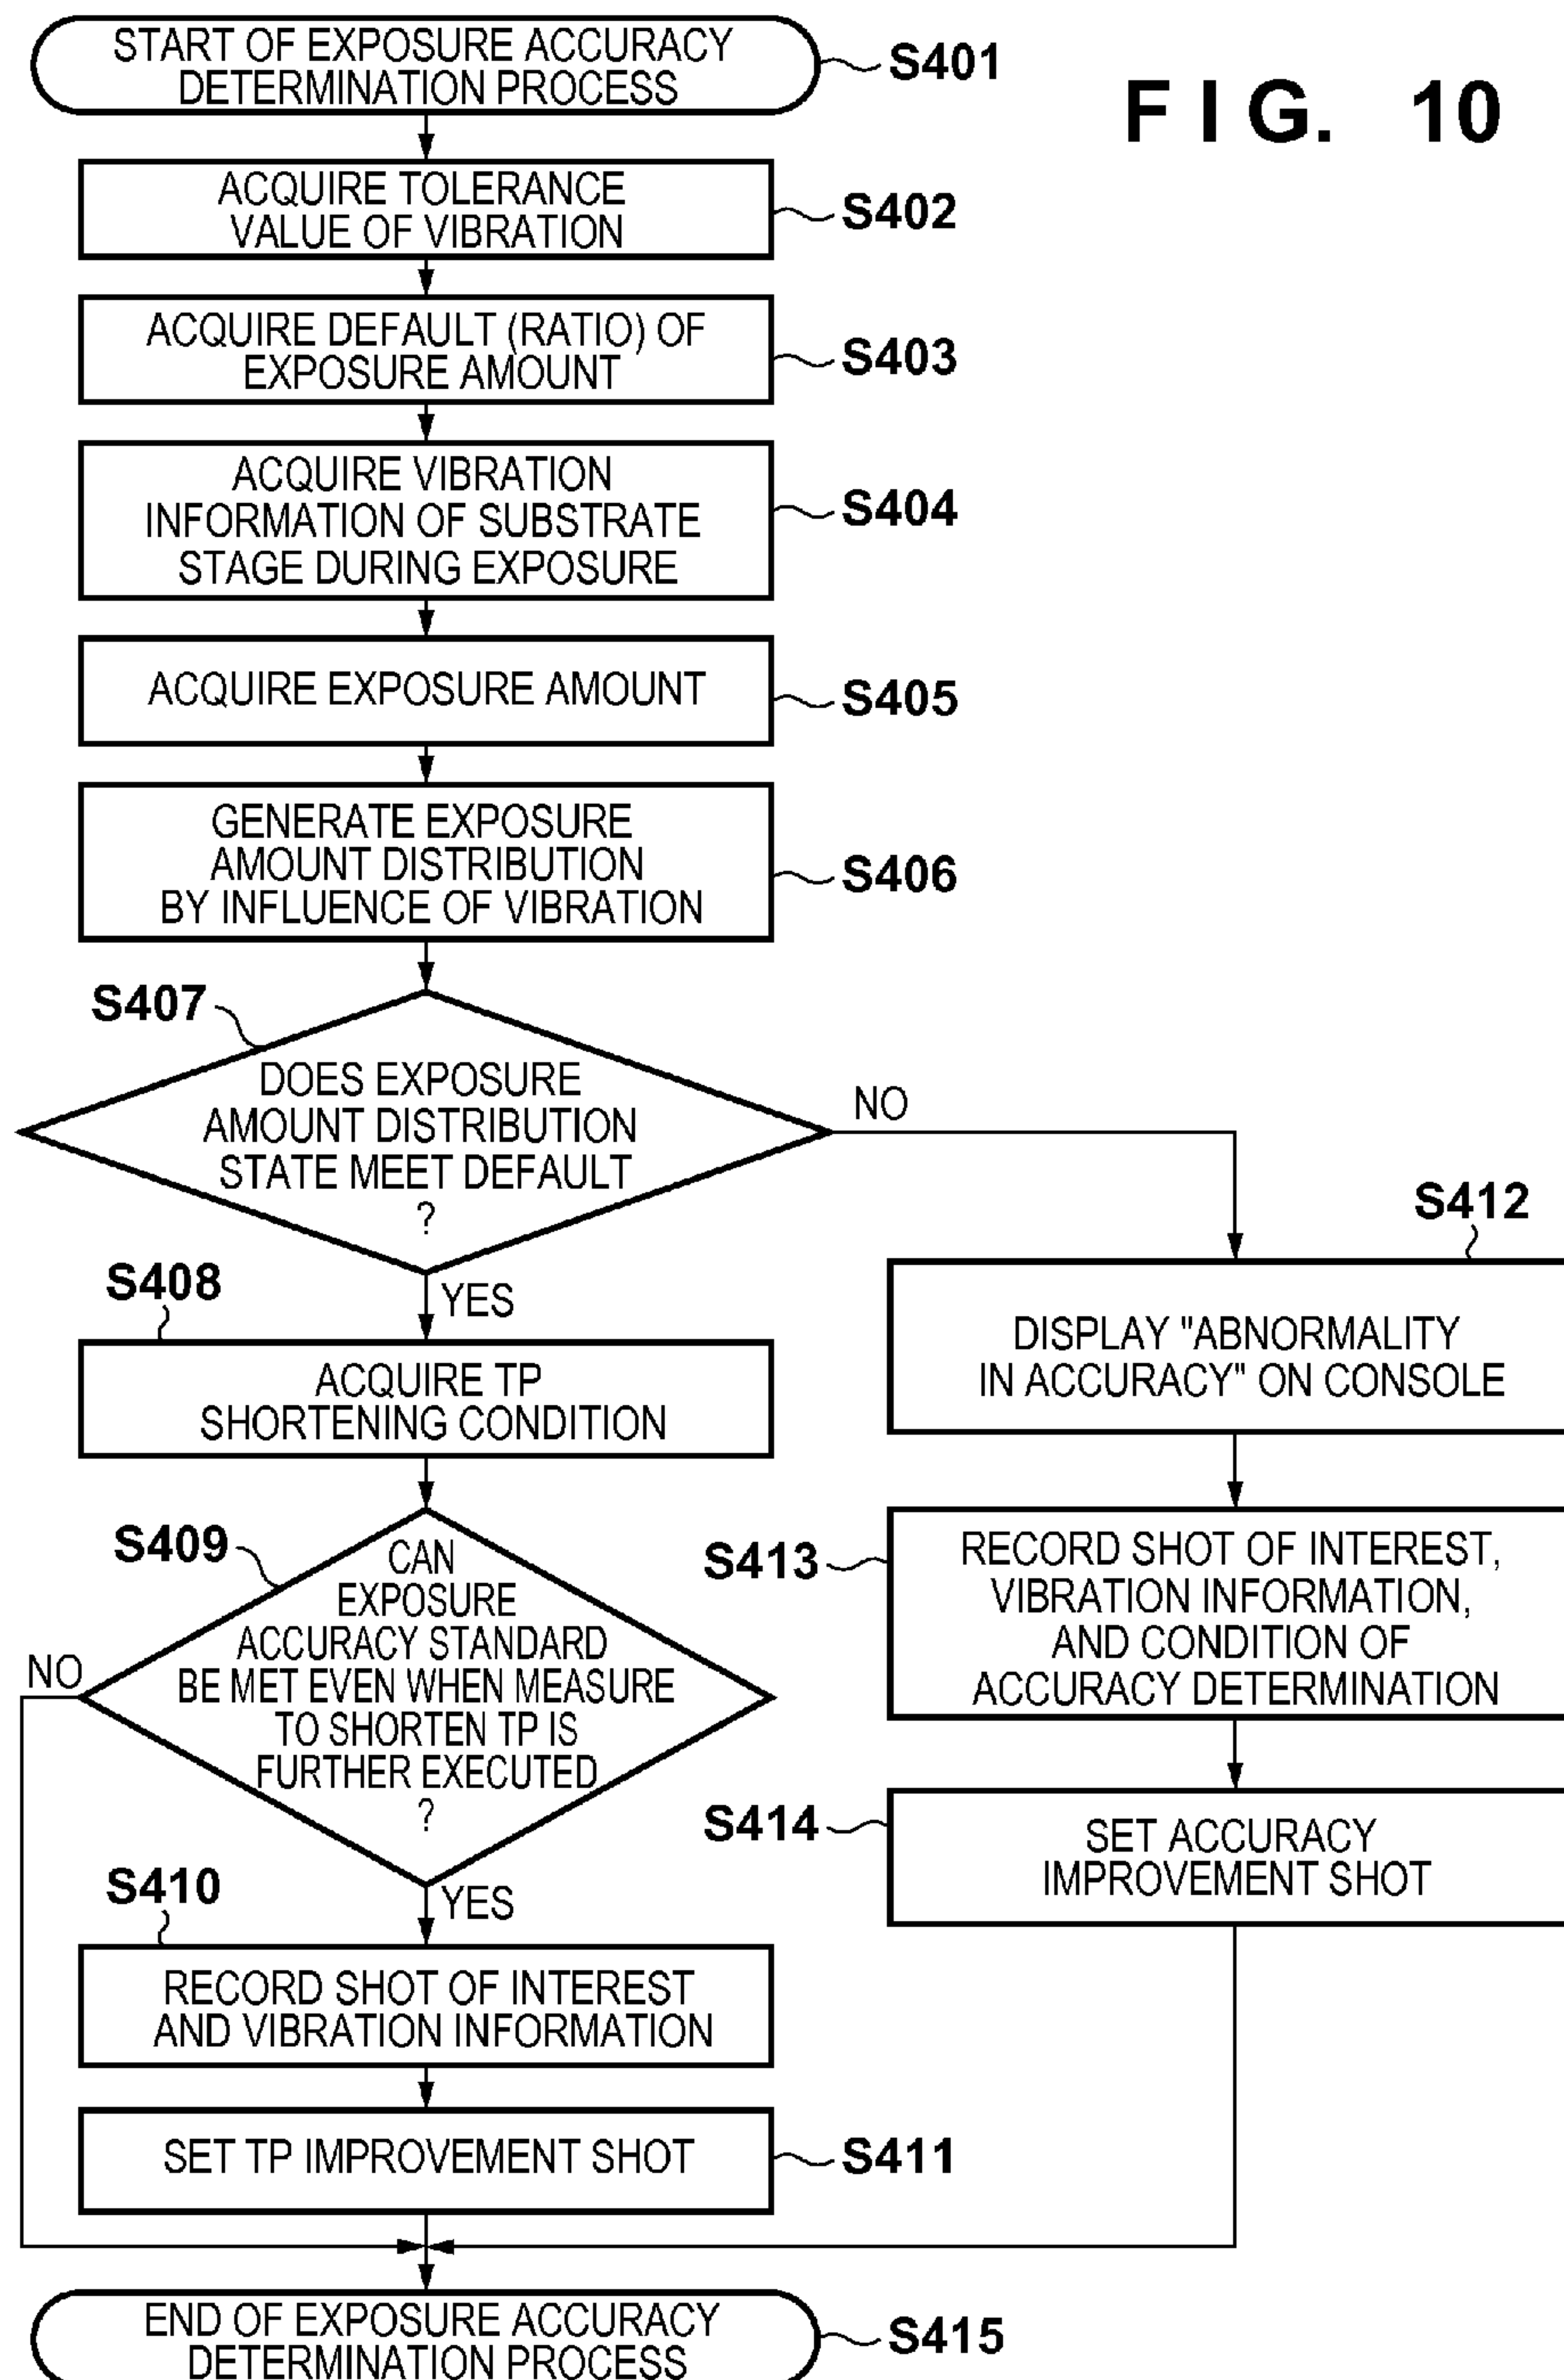 START OF EXPOSURE ACCURACY
DETERMINATION PROCESS
S401
FIG. 10
ACQUIRE TOLERANCE
VALUE OF VIBRATION
S402
ACQUIRE DEFAULT (RATIO) OF
EXPOSURE AMOUNT
S403
ACQUIRE VIBRATION
INFORMATION OF SUBSTRATE
STAGE DURING EXPOSURE
S404
ACQUIRE EXPOSURE AMOUNT
S405
GENERATE EXPOSURE
AMOUNT DISTRIBUTION
BY INFLUENCE OF VIBRATION
S406
S407
DOES EXPOSURE
AMOUNT DISTRIBUTION
STATE MEET DEFAULT
?
NO
YES
S408
ACQUIRE TP
SHORTENING CONDITION
S409
CAN
EXPOSURE
ACCURACY STANDARD
BE MET EVEN WHEN MEASURE
TO SHORTEN TP IS
FURTHER EXECUTED
?
NO
YES
S410
RECORD SHOT OF INTEREST
AND VIBRATION INFORMATION
SET TP IMPROVEMENT SHOT
S411
S412
DISPLAY "ABNORMALITY
IN ACCURACY" ON CONSOLE
S413
RECORD SHOT OF INTEREST,
VIBRATION INFORMATION,
AND CONDITION OF
ACCURACY DETERMINATION
S414
SET ACCURACY
IMPROVEMENT SHOT
END OF EXPOSURE ACCURACY
DETERMINATION PROCESS
S415